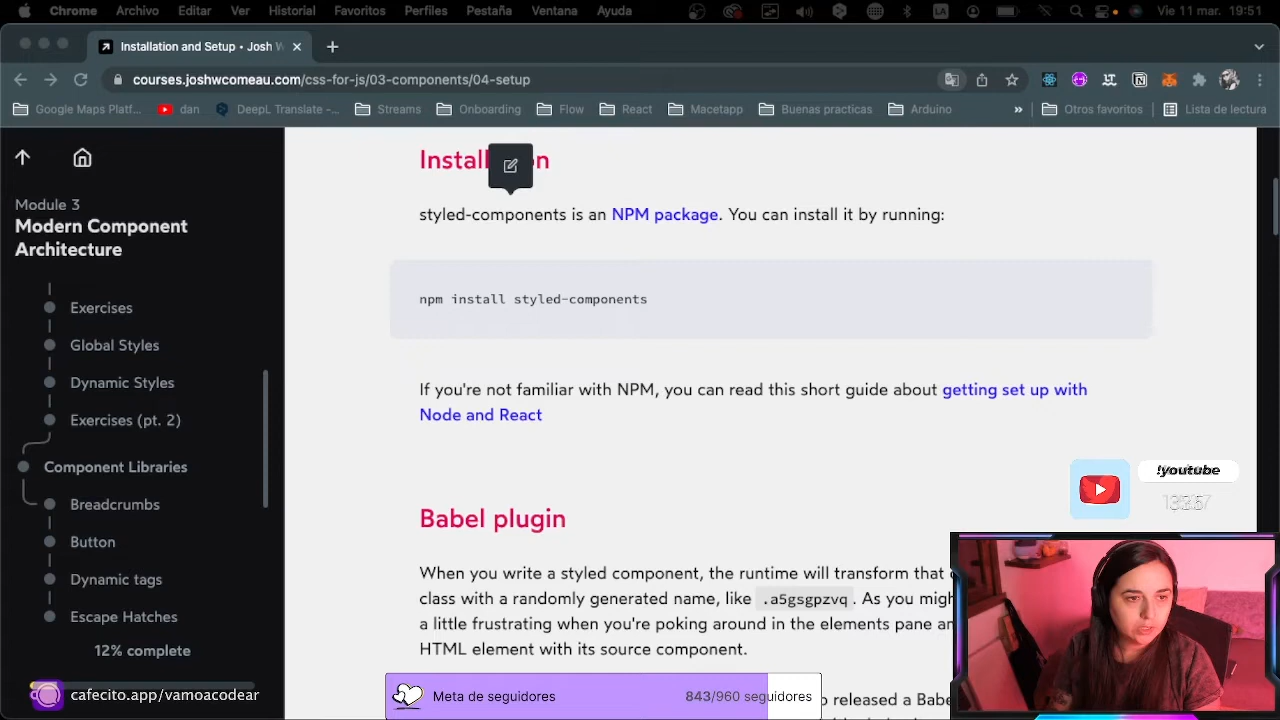 Chrome Archivo Editar Ver Historial Favoritos Perfiles Pestaña Ventana Ayuda Vie 11 mar. 19:51
Installation and Setup • Josh W
courses.joshwcomeau.com/css-for-js/03-components/04-setup
Google Maps Platf... dan DeepL Translate -... Streams Onboarding Flow React Macetapp Buenas practicas Arduino » Otros favoritos Lista de lectura
Module 3
Modern Component
Architecture
Exercises
Global Styles
Dynamic Styles
Exercises (pt. 2)
Component Libraries
Breadcrumbs
Button
Dynamic tags
Escape Hatches
12% complete
cafecito.app/vamoacodear
styled-components is an NPM package. You can install it by running:
npm install styled-components
If you're not familiar with NPM, you can read this short guide about getting set up with
Node and React
Babel plugin
When you write a styled component, the runtime will transform that
class with a randomly generated name, like .a5gsgpzvq. As you
a little frustrating when you're poking around in the elements pane
HTML element with its source component.
released a
!youtube
Meta de seguidores 843/960 seguidores